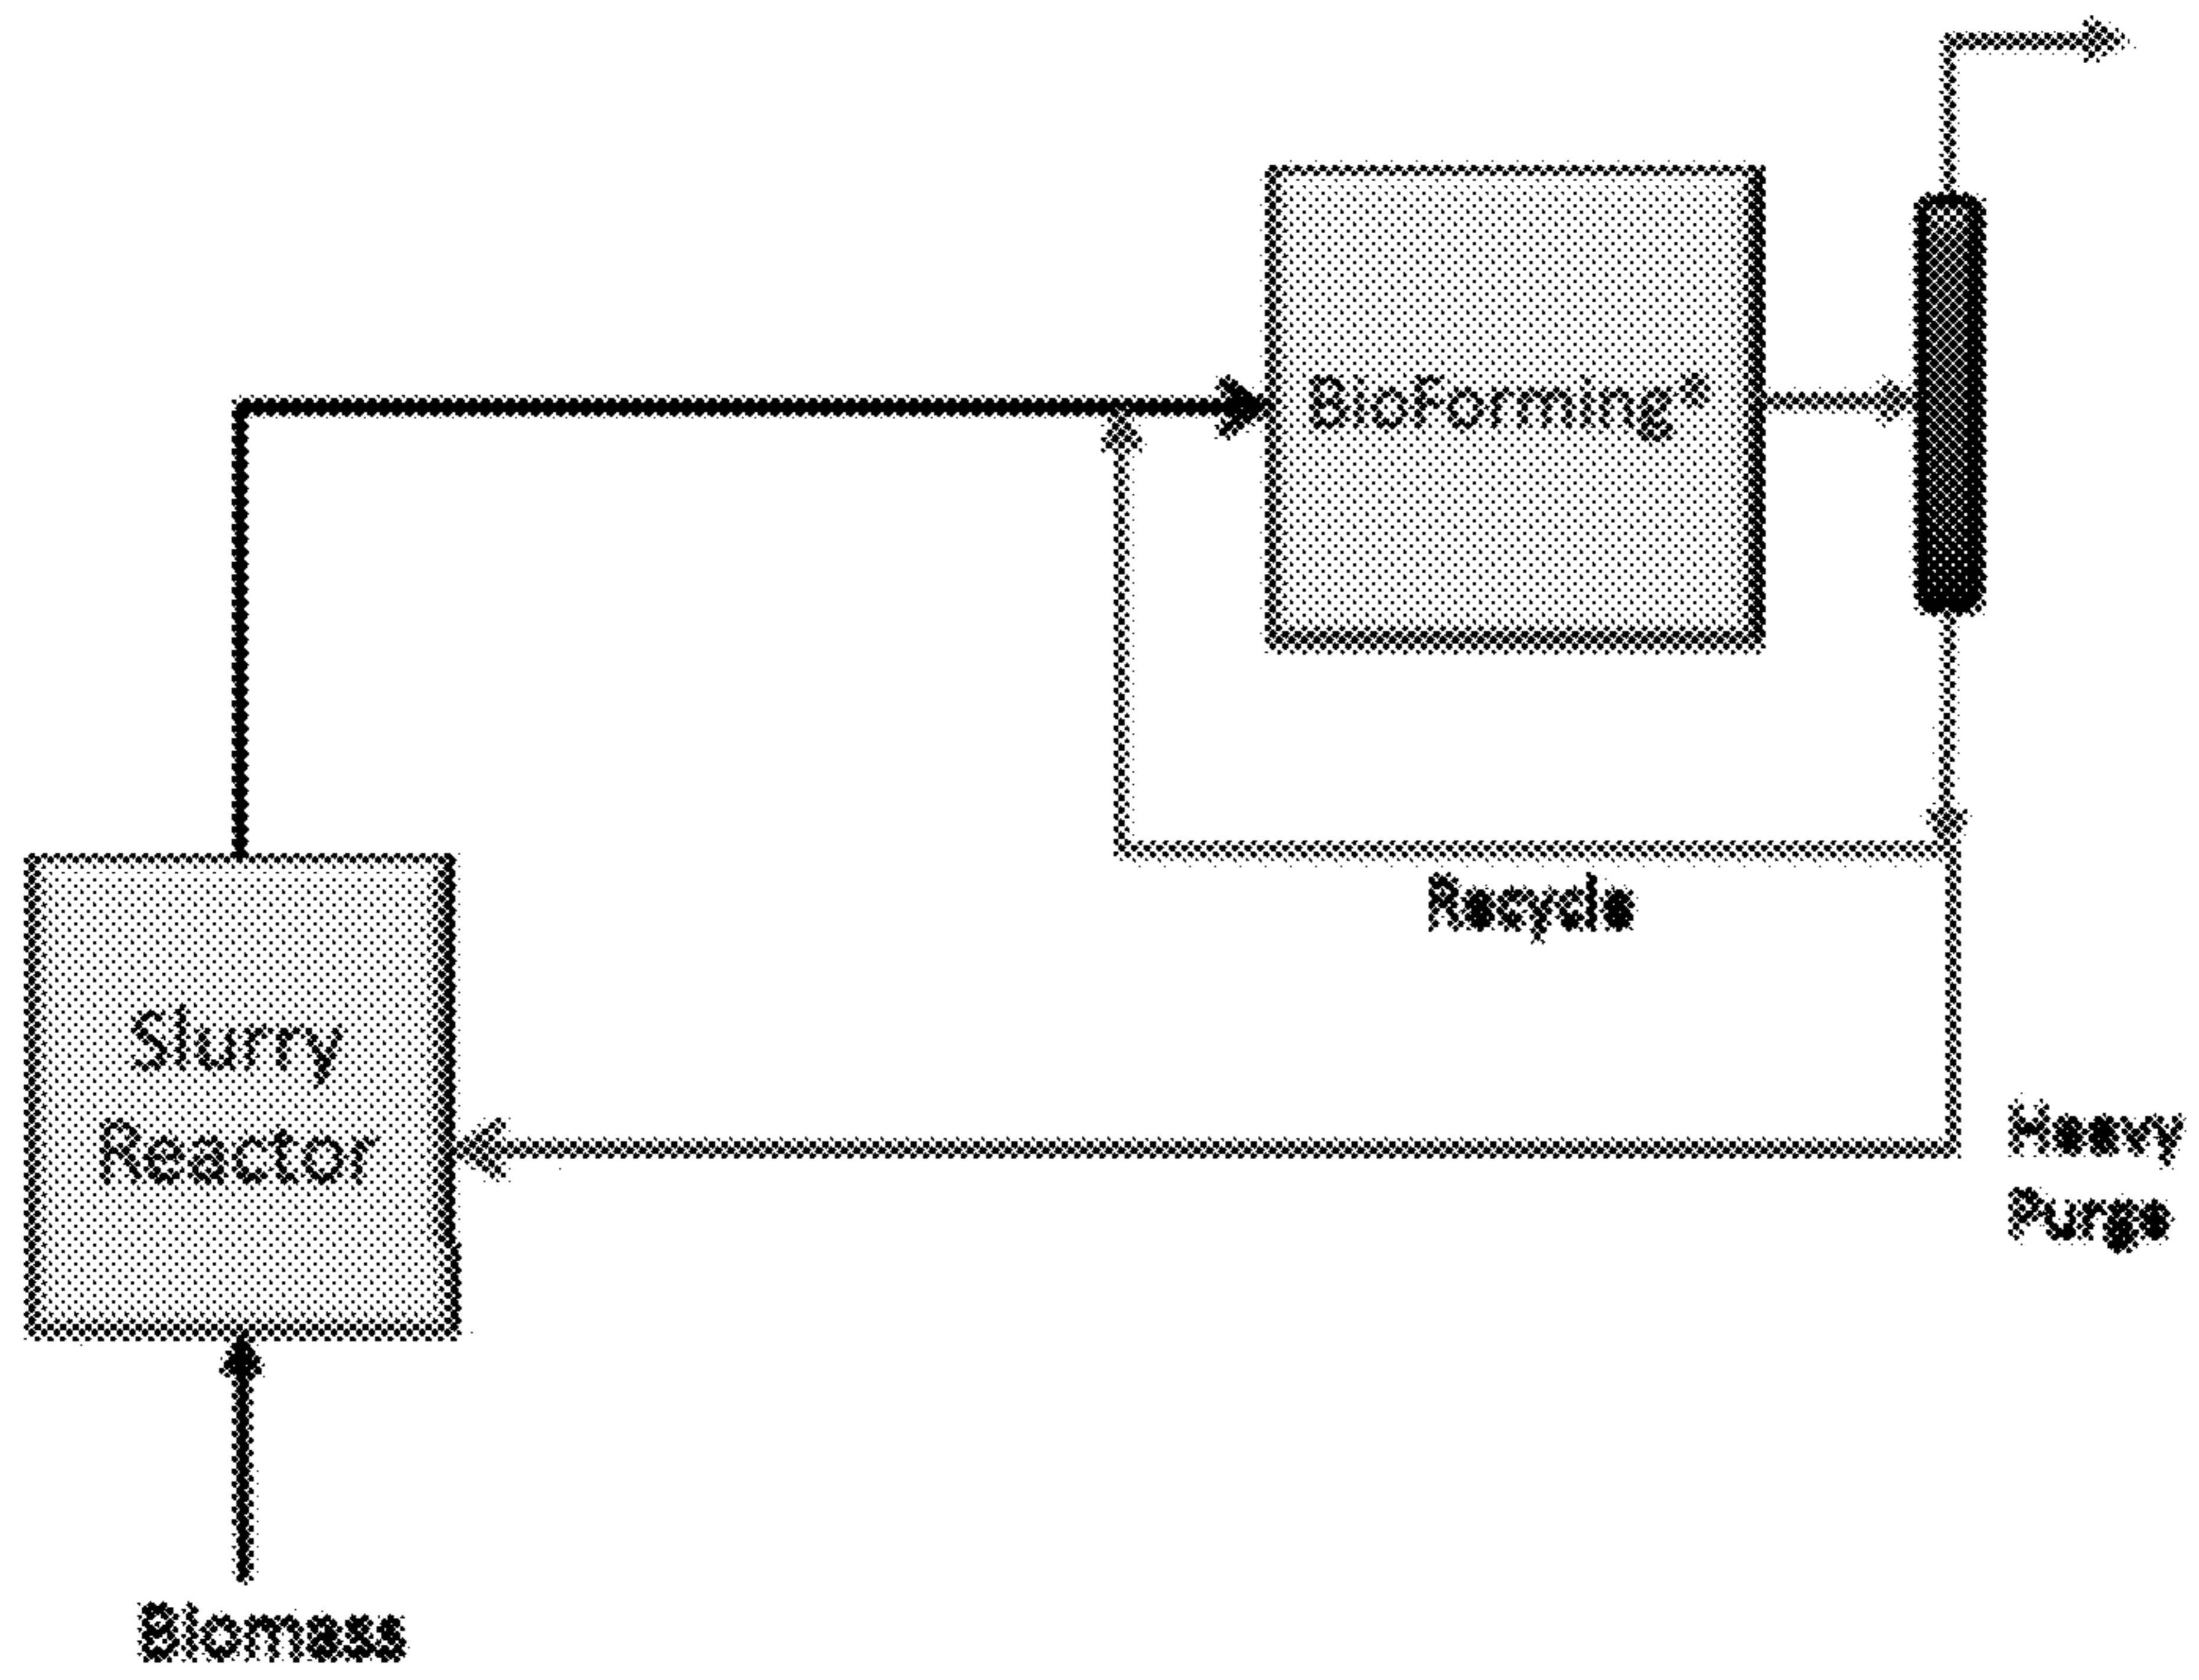 BioForming®
Recycle
Slurry
Reactor
Heavy
Purge
Biomass